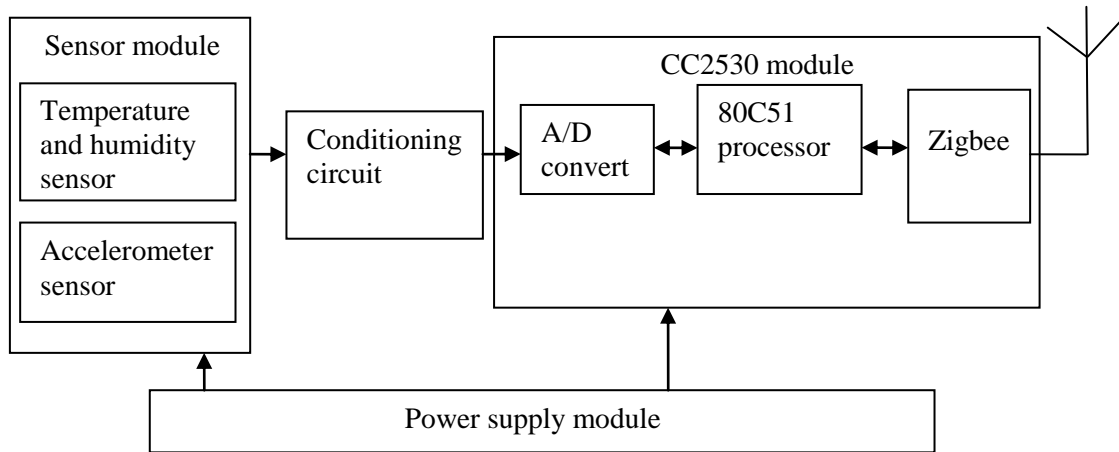 Sensor module
Temperature
and humidity
sensor
Accelerometer
sensor
Conditioning
circuit
CC2530 module
A/D
convert
80C51
processor
Zigbee
Power supply module